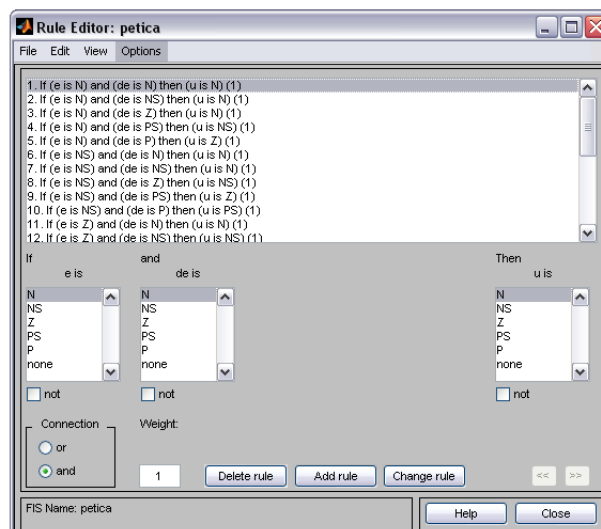 Rule Editor: petica
File Edit View Options
1. If (e is N) and (de is N) then (u is N) (1)
2. If (e is N) and (de is NS) then (u is N) (1)
3. If (e is N) and (de is Z) then (u is N) (1)
4. If (e is N) and (de is PS) then (u is NS) (1)
5. If (e is N) and (de is P) then (u is Z) (1)
6. If (e is NS) and (de is N) then (u is N) (1)
7. If (e is NS) and (de is NS) then (u is N) (1)
8. If (e is NS) and (de is Z) then (u is NS) (1)
9. If (e is NS) and (de is PS) then (u is Z) (1)
10. If (e is NS) and (de is P) then (u is PS) (1)
11. If (e is Z) and (de is N) then (u is N) (1)
12. If (e is Z) and (de is NS) then (u is NS) (1)
If and Then
e is de is u is
N N N
NS NS NS
Z Z Z
PS PS PS
P P P
none none none
not not not
Connection Weight:
or
and 1 Delete rule Add rule Change rule << >>
FIS Name: petica Help Close